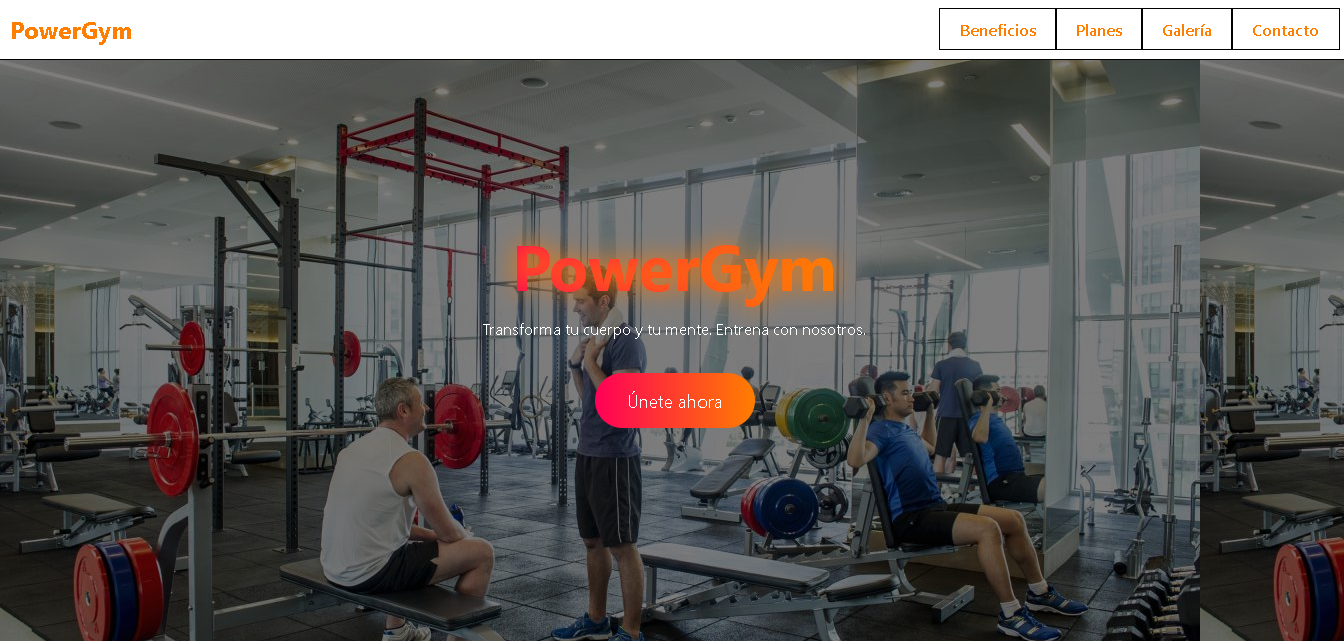 PowerGym
Beneficios
Planes
Galería
Contacto
PowerGym
Transforma tu cuerpo y tu mente. Entrena con nosotros.
Únete ahora